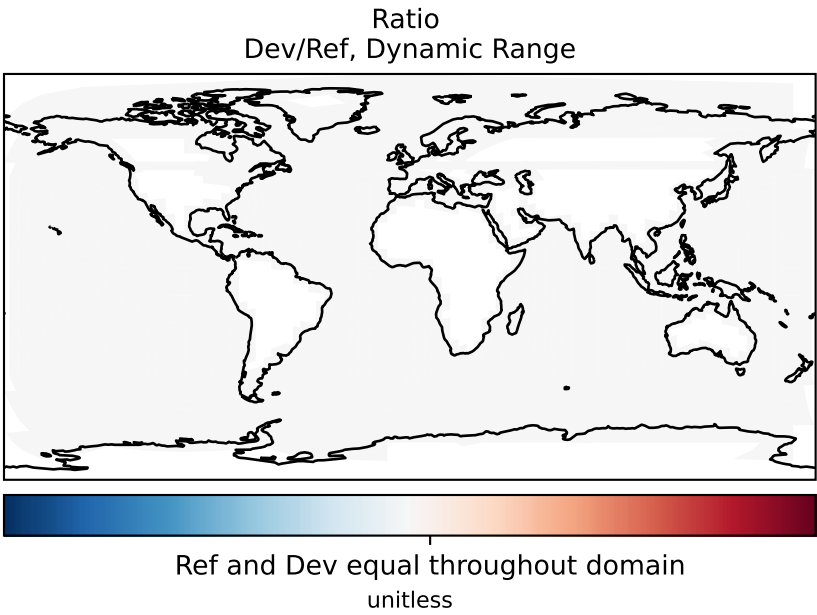 Ratio
Dev/Ref, Dynamic Range
Ref and Dev equal throughout domain
unitless